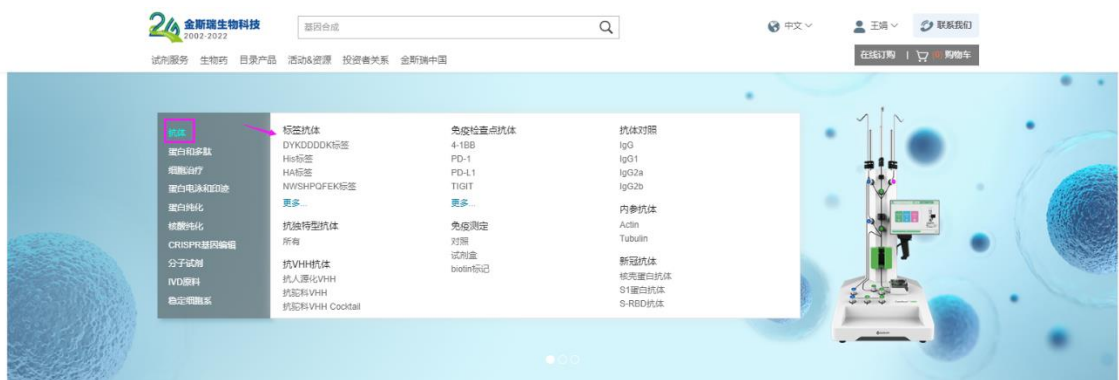 20 金斯瑞生物科技
2002-2022
基因合成
中文
王婧
联系我们
试剂服务 生物药 目录产品 活动&资源 投资者关系 金斯瑞中国
在线订购 | (0) 购物车
抗体
蛋白和多肽
细胞治疗
蛋白电泳和印迹
蛋白纯化
核酸纯化
CRISPR基因编辑
分子试剂
IVD原料
稳定细胞系
标签抗体
DYKDDDDK标签
His标签
HA标签
NWSHPQFEK标签
更多...
抗独特型抗体
所有
抗VHH抗体
抗人源化VHH
抗驼科VHH
抗驼科VHH Cocktail
免疫检查点抗体
4-1BB
PD-1
PD-L1
TIGIT
更多...
免疫测定
对照
试剂盒
biotin标记
抗体对照
IgG
IgG1
IgG2a
IgG2b
内参抗体
Actin
Tubulin
新冠抗体
核壳蛋白抗体
S1蛋白抗体
S-RBD抗体